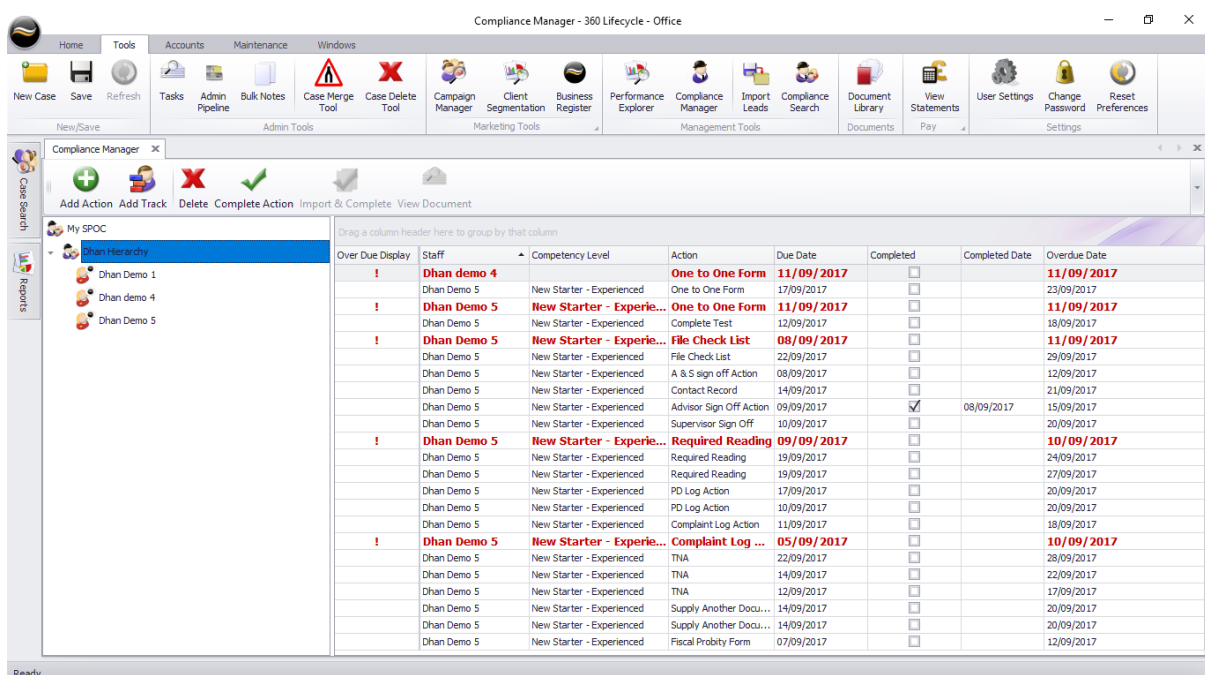 Compliance Manager - 360 Lifecycle - Office
Home Tools Accounts Maintenance Windows
New Case Save Refresh Tasks Admin Pipeline Bulk Notes Case Merge Tool Case Delete Tool Campaign Manager Client Segmentation Business Register Performance Explorer Compliance Manager Import Leads Compliance Search Document Library View Statements User Settings Change Password Reset Preferences
New/Save Admin Tools Marketing Tools Management Tools Documents Pay Settings
Case Search
Reports
Compliance Manager
Add Action Add Track Delete Complete Action Import & Complete View Document
My SPOC
Dhan Hierarchy
Dhan Demo 1
Dhan demo 4
Dhan Demo 5
Drag a column header here to group by that column
Over Due Display Staff Competency Level Action Due Date Completed Completed Date Overdue Date
! Dhan demo 4 One to One Form 11/09/2017 11/09/2017
Dhan Demo 5 New Starter - Experienced One to One Form 17/09/2017 23/09/2017
! Dhan Demo 5 New Starter - Experie... One to One Form 11/09/2017 11/09/2017
Dhan Demo 5 New Starter - Experienced Complete Test 12/09/2017 18/09/2017
! Dhan Demo 5 New Starter - Experie... File Check List 08/09/2017 11/09/2017
Dhan Demo 5 New Starter - Experienced File Check List 22/09/2017 29/09/2017
Dhan Demo 5 New Starter - Experienced A & S sign off Action 08/09/2017 12/09/2017
Dhan Demo 5 New Starter - Experienced Contact Record 14/09/2017 21/09/2017
Dhan Demo 5 New Starter - Experienced Advisor Sign Off Action 09/09/2017 08/09/2017 15/09/2017
Dhan Demo 5 New Starter - Experienced Supervisor Sign Off 10/09/2017 20/09/2017
! Dhan Demo 5 New Starter - Experie... Required Reading 09/09/2017 10/09/2017
Dhan Demo 5 New Starter - Experienced Required Reading 19/09/2017 24/09/2017
Dhan Demo 5 New Starter - Experienced Required Reading 19/09/2017 27/09/2017
Dhan Demo 5 New Starter - Experienced PD Log Action 17/09/2017 20/09/2017
Dhan Demo 5 New Starter - Experienced PD Log Action 10/09/2017 20/09/2017
Dhan Demo 5 New Starter - Experienced Complaint Log Action 11/09/2017 18/09/2017
! Dhan Demo 5 New Starter - Experie... Complaint Log ... 05/09/2017 10/09/2017
Dhan Demo 5 New Starter - Experienced TNA 22/09/2017 28/09/2017
Dhan Demo 5 New Starter - Experienced TNA 14/09/2017 22/09/2017
Dhan Demo 5 New Starter - Experienced TNA 12/09/2017 17/09/2017
Dhan Demo 5 New Starter - Experienced Supply Another Docu... 14/09/2017 20/09/2017
Dhan Demo 5 New Starter - Experienced Supply Another Docu... 14/09/2017 20/09/2017
Dhan Demo 5 New Starter - Experienced Fiscal Probity Form 07/09/2017 12/09/2017
Ready